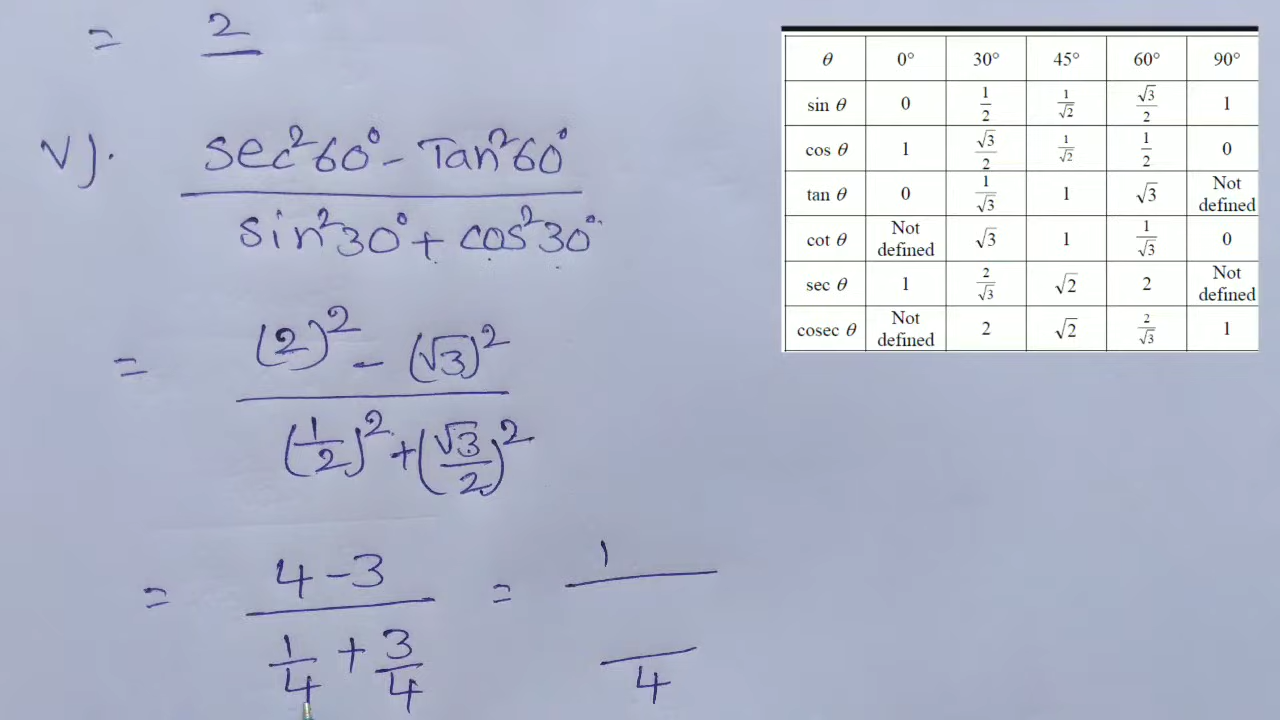 = 2
V). sec²60° - Tan²60°
sin²30° + cos²30°
= (2)² - (√3)²
(1/2)² + (√3/2)²
= 4 - 3 = 1
1/4 + 3/4 4
θ 0° 30° 45° 60° 90°
sin θ 0 1/2 1/√2 √3/2 1
cos θ 1 √3/2 1/√2 1/2 0
tan θ 0 1/√3 1 √3 Not defined
cot θ Not defined √3 1 1/√3 0
sec θ 1 2/√3 √2 2 Not defined
cosec θ Not defined 2 √2 2/√3 1